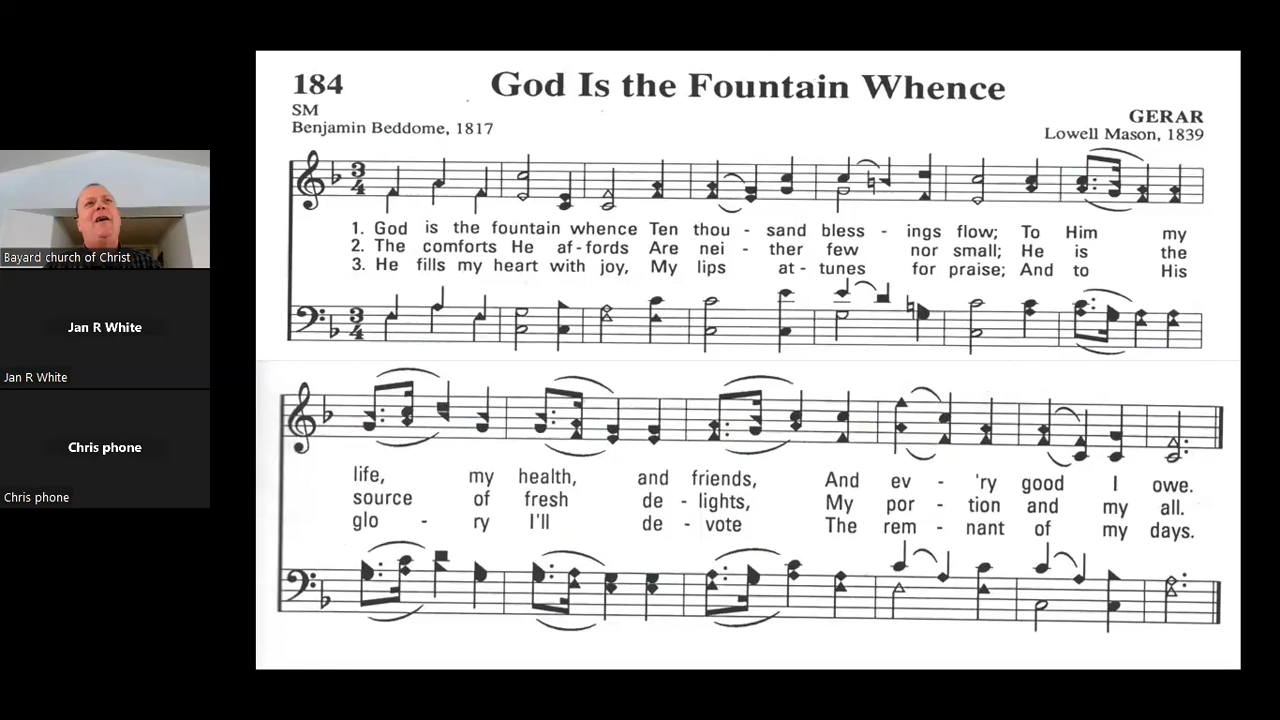 184
God Is the Fountain Whence
SM
Benjamin Beddome, 1817
GERAR
Lowell Mason, 1839
3
4
1. God is the fountain whence Ten thou - sand bless - ings flow; To Him my
2. The comforts He af - fords Are nei - ther few nor small; He is the
3. He fills my heart with joy, My lips at - tunes for praise; And to His
3
4
life, my health, and friends, And ev - 'ry good I owe.
source of fresh de - lights, My por - tion and my all.
glo - ry I'll de - vote The rem - nant of my days.
Bayard church of Christ
Jan R White
Jan R White
Chris phone
Chris phone